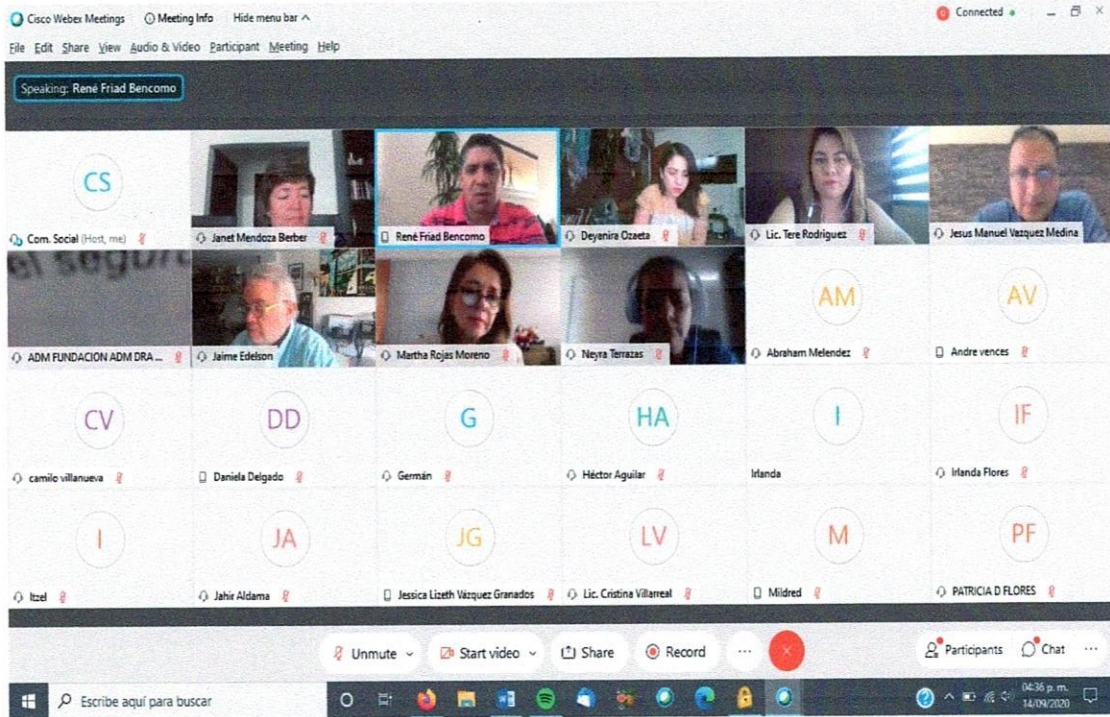 Cisco Webex Meetings Meeting Info Hide menu bar Connected
File Edit Share View Audio & Video Participant Meeting Help
Speaking: René Friad Bencomo
CS
Com. Social (Host, me) Janet Mendoza Berber René Friad Bencomo Deyanira Ozaeta Lic. Tere Rodriguez Jesus Manuel Vazquez Medina
el segura
AM AV
ADM FUNDACION ADM DRA ... Jaime Edelson Martha Rojas Moreno Neyra Terrazas Abraham Melendez Andre vences
CV DD G HA I IF
camilo villanueva Daniela Delgado Germán Héctor Aguilar Irlanda Irlanda Flores
I JA JG LV M PF
Itzel Jahir Aldama Jessica Lizeth Vázquez Granados Lic. Cristina Villarreal Mildred PATRICIA D FLORES
Unmute Start video Share Record ... Participants Chat ...
Escribe aquí para buscar 04:36 p. m.
14/09/2020